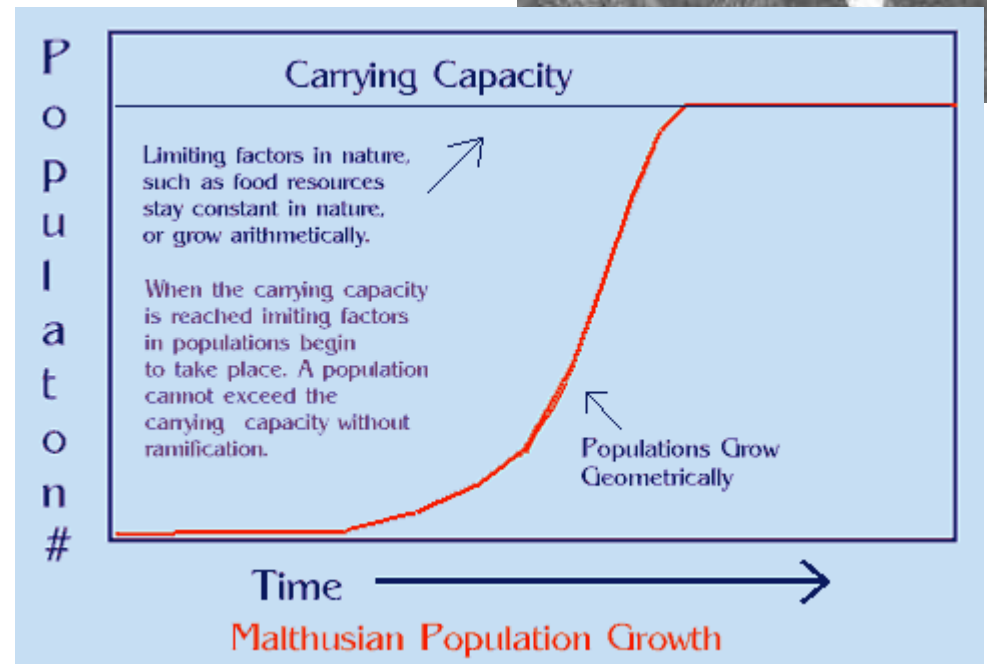 Populaton#
Carrying Capacity
Limiting factors in nature,
such as food resources
stay constant in nature,
or grow arithmetically.
When the carrying capacity
is reached imiting factors
in populations begin
to take place. A population
cannot exceed the
carrying capacity without
ramification.
Populations Grow
Geometrically
Time
Malthusian Population Growth